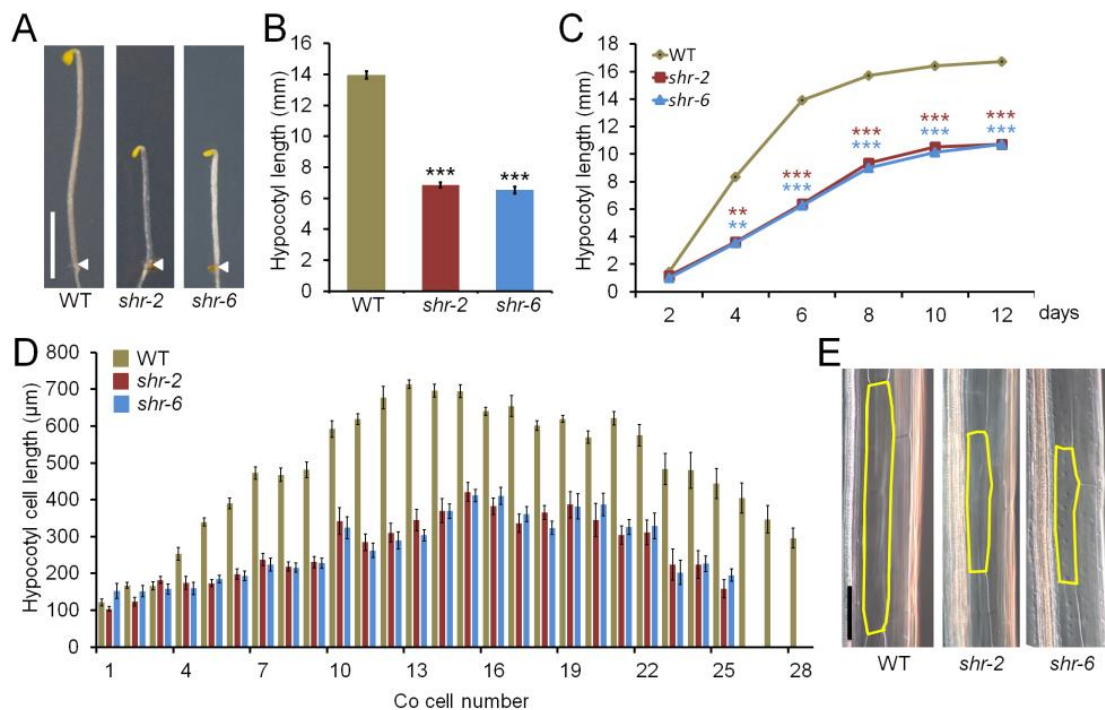 A
WT
shr-2
shr-6
B
Hypocotyl length (mm)
16
14
12
10
8
6
4
2
0
***
***
WT
shr-2
shr-6
C
Hypocotyl length (mm)
18
16
14
12
10
8
6
4
2
0
WT
shr-2
shr-6
**
**
***
***
***
***
***
***
***
***
2 4 6 8 10 12 days
D
Hypocotyl cell length (µm)
800
700
600
500
400
300
200
100
0
WT
shr-2
shr-6
1 4 7 10 13 16 19 22 25 28
Co cell number
E
WT
shr-2
shr-6